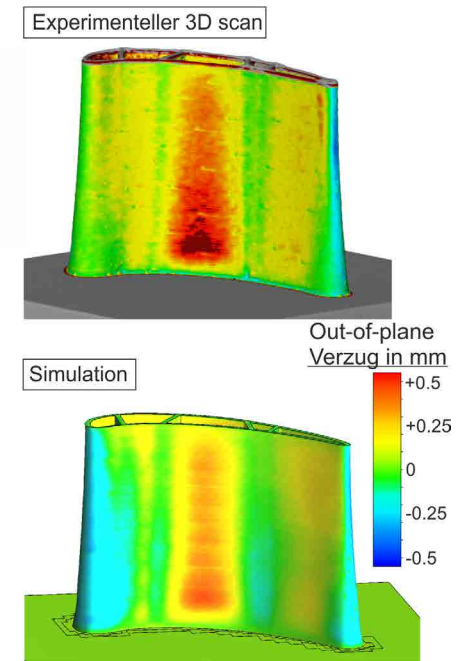 Experimenteller 3D scan
Out-of-plane
Verzug in mm
Simulation
+0.5
+0.25
0
-0.25
-0.5